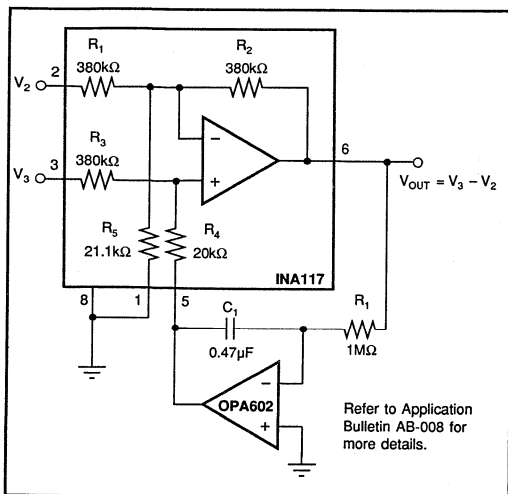 R1
380kΩ
R2
380kΩ
V2
2
3
V3
R3
380kΩ
−
+
6
VOUT = V3 – V2
R5
21.1kΩ
R4
20kΩ
INA117
8
1
5
C1
0.47µF
R1
1MΩ
−
OPA602
+
Refer to Application
Bulletin AB-008 for
more details.